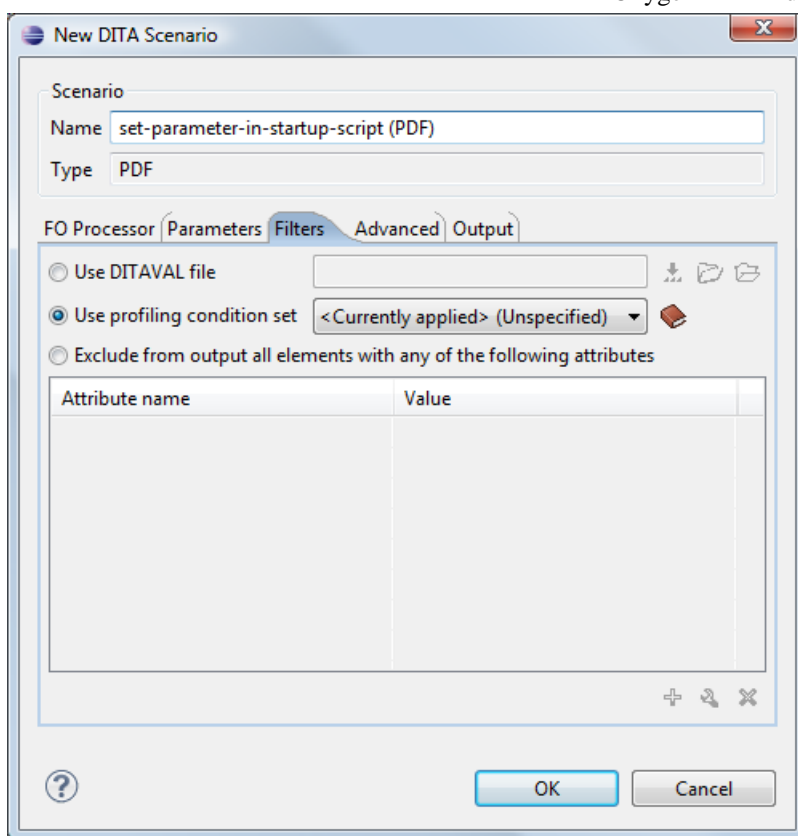 New DITA Scenario
Scenario
Name set-parameter-in-startup-script (PDF)
Type PDF
FO Processor Parameters Filters Advanced Output
Use DITAVAL file
Use profiling condition set <Currently applied> (Unspecified)
Exclude from output all elements with any of the following attributes
Attribute name Value
OK Cancel